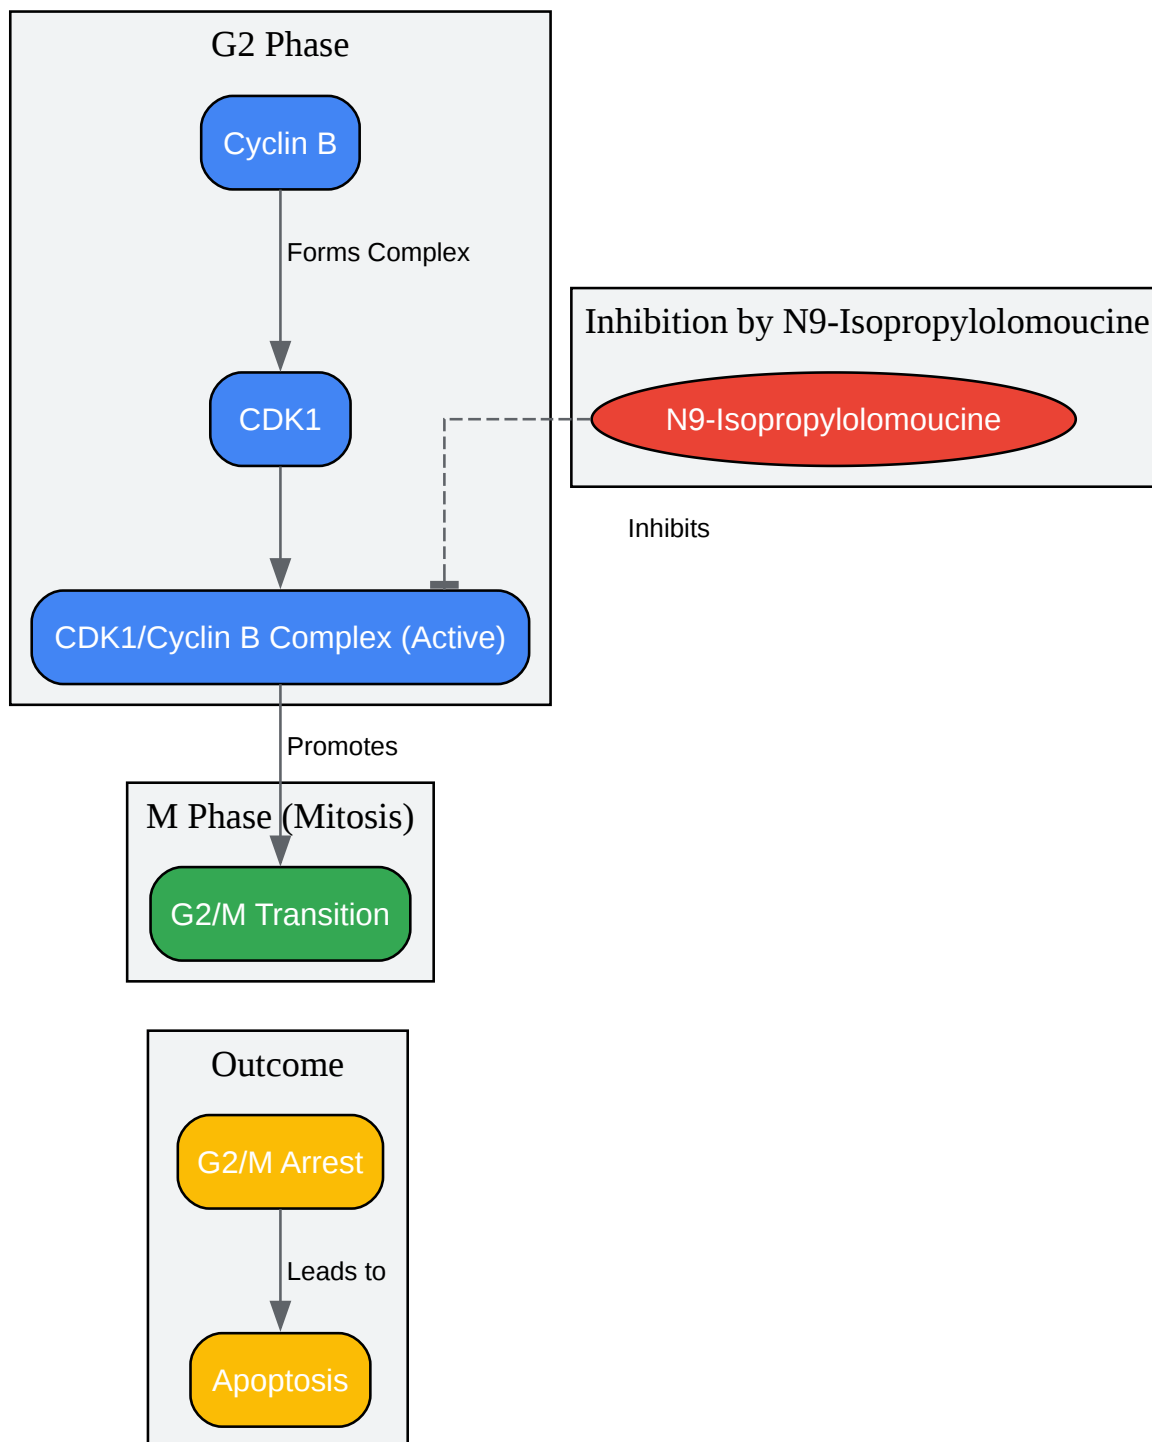 G2 Phase
Cyclin B
Forms Complex
Inhibition by N9-Isopropylolomoucine
CDK1
N9-Isopropylolomoucine
Inhibits
CDK1/Cyclin B Complex (Active)
Promotes
M Phase (Mitosis)
G2/M Transition
Outcome
G2/M Arrest
Leads to
Apoptosis